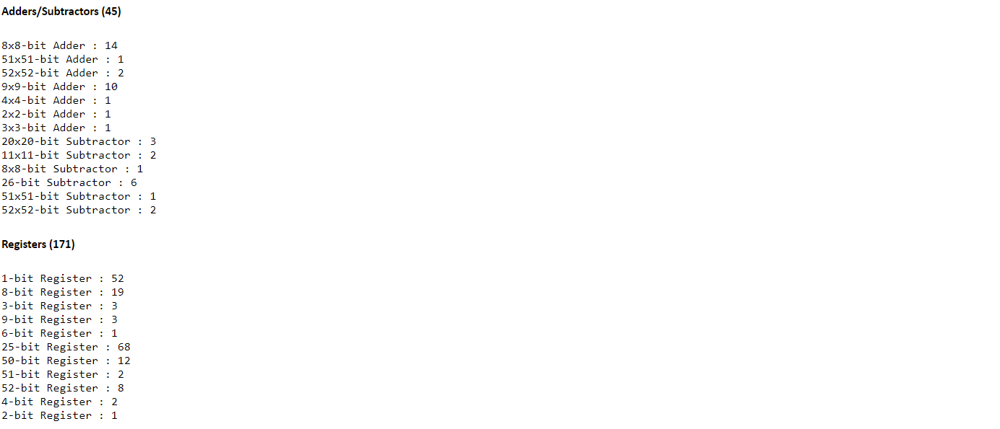 Adders/Subtractors (45)
8x8-bit Adder : 14
51x51-bit Adder : 1
52x52-bit Adder : 2
9x9-bit Adder : 10
4x4-bit Adder : 1
2x2-bit Adder : 1
3x3-bit Adder : 1
20x20-bit Subtractor : 3
11x11-bit Subtractor : 2
8x8-bit Subtractor : 1
26-bit Subtractor : 6
51x51-bit Subtractor : 1
52x52-bit Subtractor : 2
Registers (171)
1-bit Register : 52
8-bit Register : 19
3-bit Register : 3
9-bit Register : 3
6-bit Register : 1
25-bit Register : 68
50-bit Register : 12
51-bit Register : 2
52-bit Register : 8
4-bit Register : 2
2-bit Register : 1